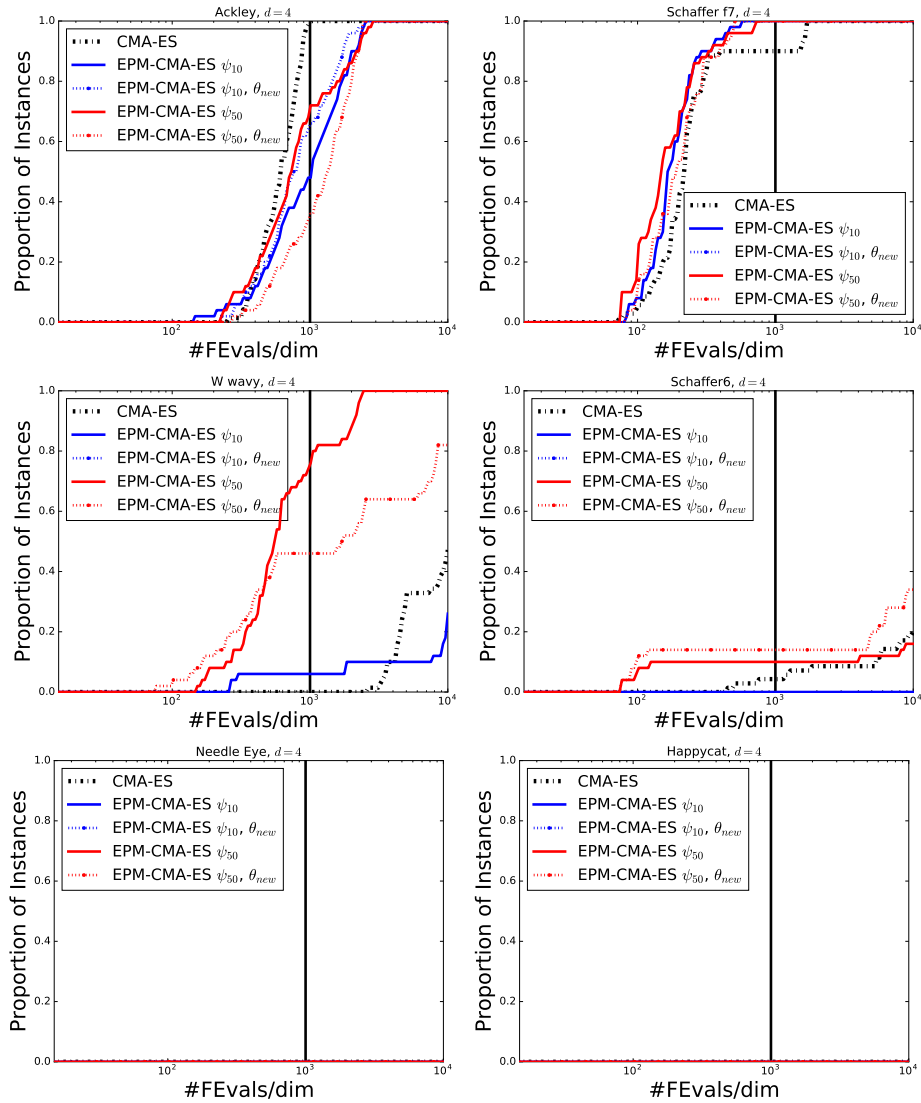 Ackley, d = 4
Proportion of Instances
1.0
0.8
0.6
0.4
0.2
0.0
CMA-ES
EPM-CMA-ES ψ10
EPM-CMA-ES ψ10, θnew
EPM-CMA-ES ψ50
EPM-CMA-ES ψ50, θnew
10^2 10^3 10^4
#FEvals/dim
Schaffer f7, d = 4
Proportion of Instances
1.0
0.8
0.6
0.4
0.2
0.0
CMA-ES
EPM-CMA-ES ψ10
EPM-CMA-ES ψ10, θnew
EPM-CMA-ES ψ50
EPM-CMA-ES ψ50, θnew
10^2 10^3 10^4
#FEvals/dim
W wavy, d = 4
Proportion of Instances
1.0
0.8
0.6
0.4
0.2
0.0
CMA-ES
EPM-CMA-ES ψ10
EPM-CMA-ES ψ10, θnew
EPM-CMA-ES ψ50
EPM-CMA-ES ψ50, θnew
10^2 10^3 10^4
#FEvals/dim
Schaffer6, d = 4
Proportion of Instances
1.0
0.8
0.6
0.4
0.2
0.0
CMA-ES
EPM-CMA-ES ψ10
EPM-CMA-ES ψ10, θnew
EPM-CMA-ES ψ50
EPM-CMA-ES ψ50, θnew
10^2 10^3 10^4
#FEvals/dim
Needle Eye, d = 4
Proportion of Instances
1.0
0.8
0.6
0.4
0.2
0.0
CMA-ES
EPM-CMA-ES ψ10
EPM-CMA-ES ψ10, θnew
EPM-CMA-ES ψ50
EPM-CMA-ES ψ50, θnew
10^2 10^3 10^4
#FEvals/dim
Happycat, d = 4
Proportion of Instances
1.0
0.8
0.6
0.4
0.2
0.0
CMA-ES
EPM-CMA-ES ψ10
EPM-CMA-ES ψ10, θnew
EPM-CMA-ES ψ50
EPM-CMA-ES ψ50, θnew
10^2 10^3 10^4
#FEvals/dim